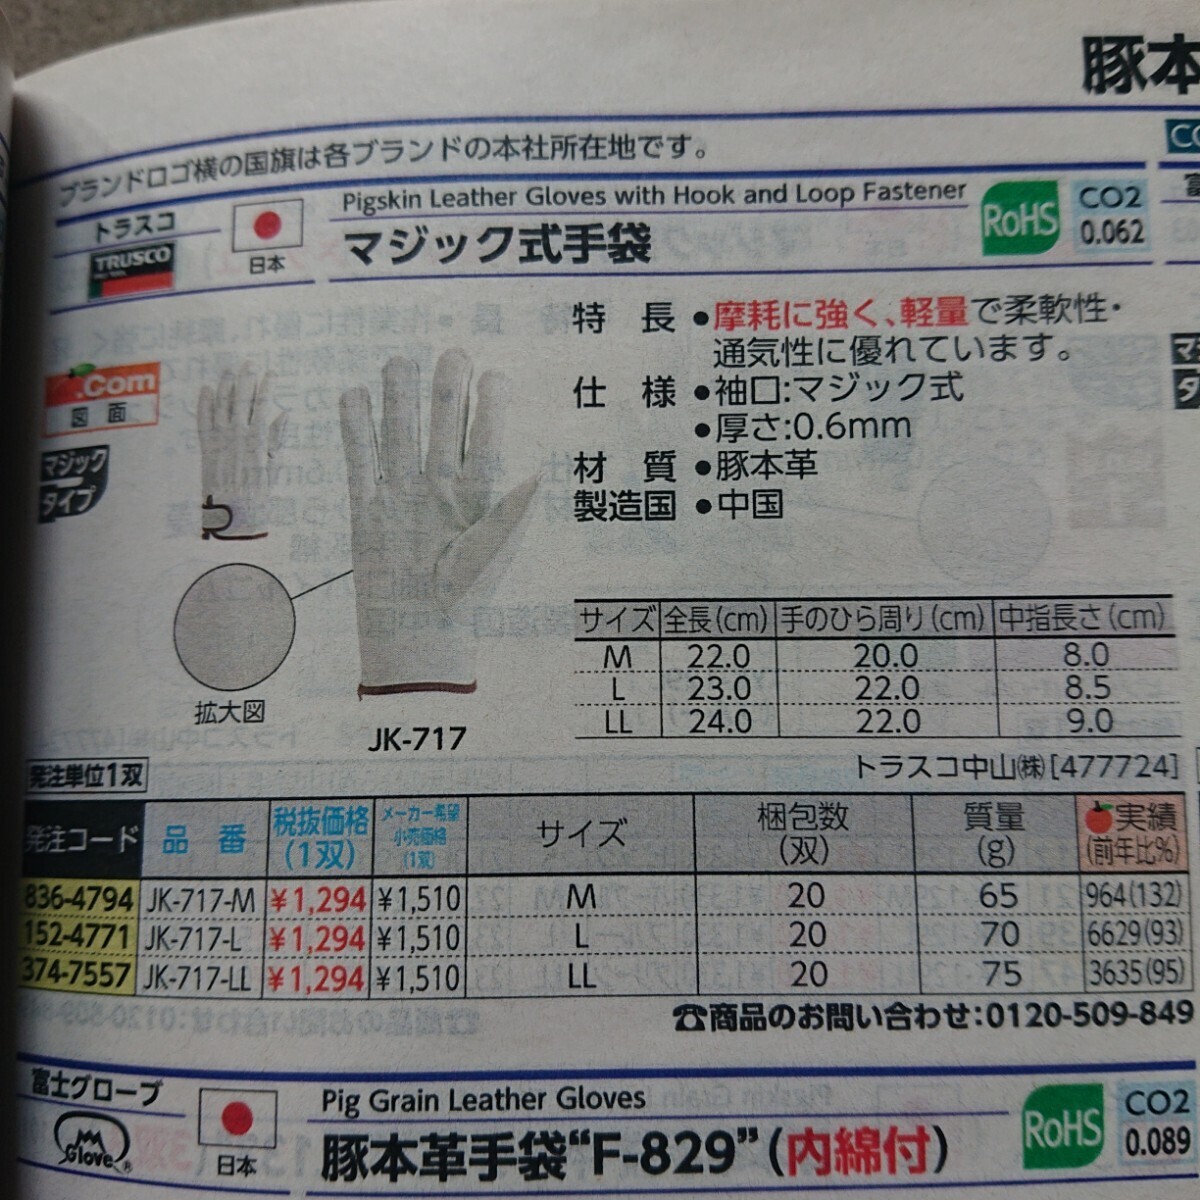 豚本
ブランドロゴ横の国旗は各ブランドの本社所在地です。
トラスコ
TRUSCO
日本
Pigskin Leather Gloves with Hook and Loop Fastener
マジック式手袋
RoHS
CO2
0.062
.Com
図面
マジック
タイプ
特長 ●摩耗に強く、軽量で柔軟性・
通気性に優れています。
仕様 ●袖口:マジック式
●厚さ:0.6mm
材質 ●豚本革
製造国 ●中国
拡大図
JK-717
サイズ 全長(cm) 手のひら周り(cm) 中指長さ(cm)
M 22.0 20.0 8.0
L 23.0 22.0 8.5
LL 24.0 22.0 9.0
トラスコ中山㈱[477724]
発注単位1双
発注コード 品番 税抜価格(1双) メーカー希望小売価格(1双) サイズ 梱包数(双) 質量(g) 実績(前年比%)
836-4794 JK-717-M ¥1,294 ¥1,510 M 20 65 964(132)
152-4771 JK-717-L ¥1,294 ¥1,510 L 20 70 6629(93)
374-7557 JK-717-LL ¥1,294 ¥1,510 LL 20 75 3635(95)
☎商品のお問い合わせ:0120-509-849
富士グローブ
Glove®
日本
Pig Grain Leather Gloves
豚本革手袋“F-829”(内綿付)
RoHS
CO2
0.089